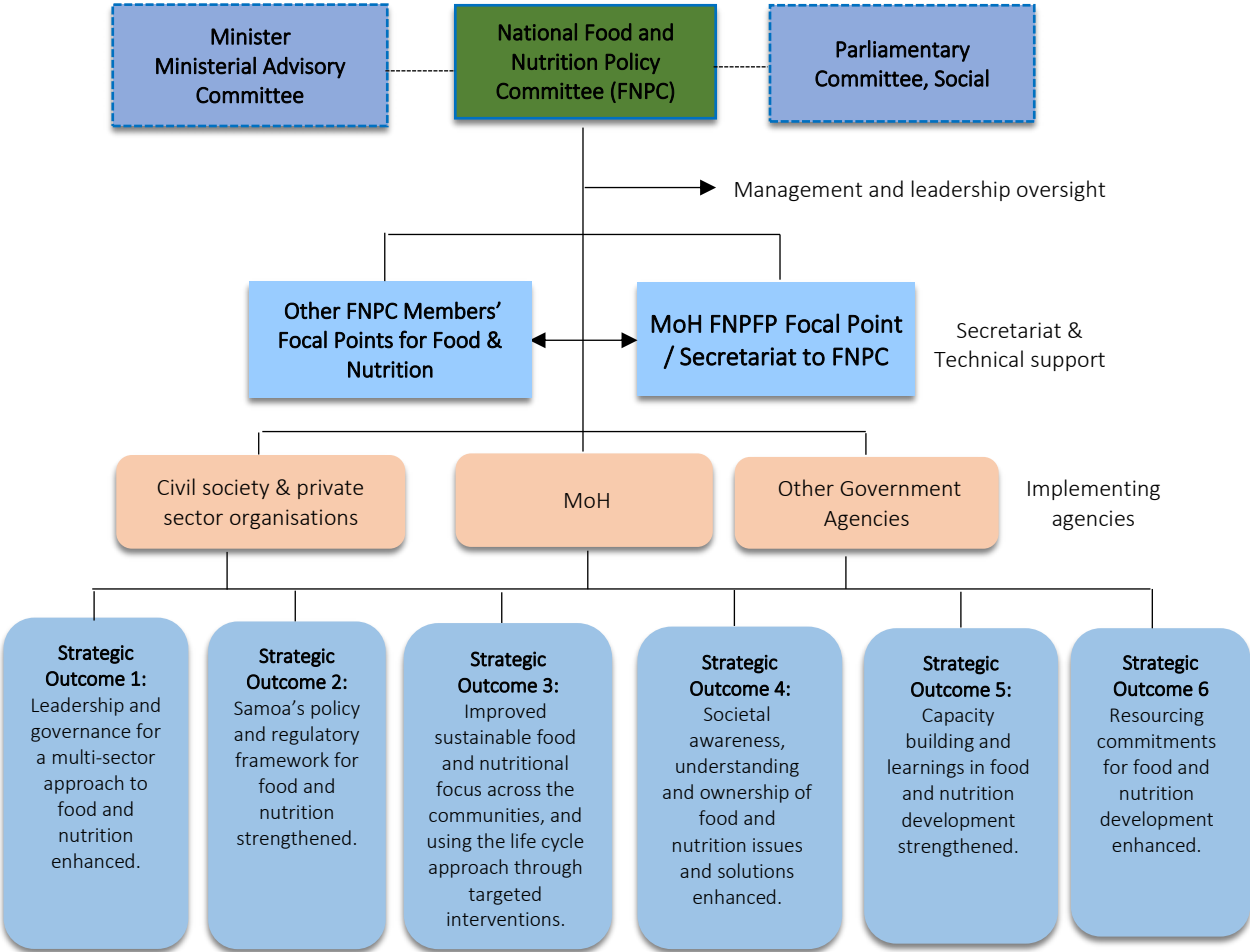 Minister
Ministerial Advisory
Committee
National Food and
Nutrition Policy
Committee (FNPC)
Parliamentary
Committee, Social
Management and leadership oversight
Other FNPC Members’
Focal Points for Food &
Nutrition
MoH FNPFP Focal Point
/ Secretariat to FNPC
Secretariat &
Technical support
Civil society & private
sector organisations
MoH
Other Government
Agencies
Implementing
agencies
Strategic
Outcome 1:
Leadership and
governance for
a multi-sector
approach to
food and
nutrition
enhanced.
Strategic
Outcome 2:
Samoa’s policy
and regulatory
framework for
food and
nutrition
strengthened.
Strategic
Outcome 3:
Improved
sustainable food
and nutritional
focus across the
communities, and
using the life cycle
approach through
targeted
interventions.
Strategic
Outcome 4:
Societal
awareness,
understanding
and ownership of
food and
nutrition issues
and solutions
enhanced.
Strategic
Outcome 5:
Capacity
building and
learnings in food
and nutrition
development
strengthened.
Strategic
Outcome 6
Resourcing
commitments
for food and
nutrition
development
enhanced.